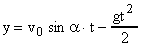 y = v₀ sin α · t − gt²/2